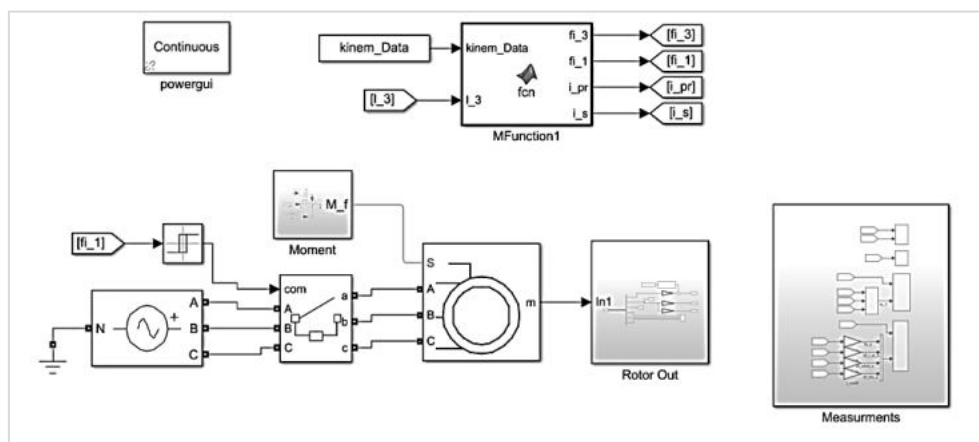 Continuous
powergui
kinem_Data
[I_3]
kinem_Data
I_3
fcn
fi_3
fi_1
i_pr
i_s
MFunction1
[fi_3]
[fi_1]
[i_pr]
[i_s]
M_f
Moment
[fi_1]
N
+
A
B
C
com
A
B
C
a
b
c
S
A
B
C
m
In1
Rotor Out
Measurments